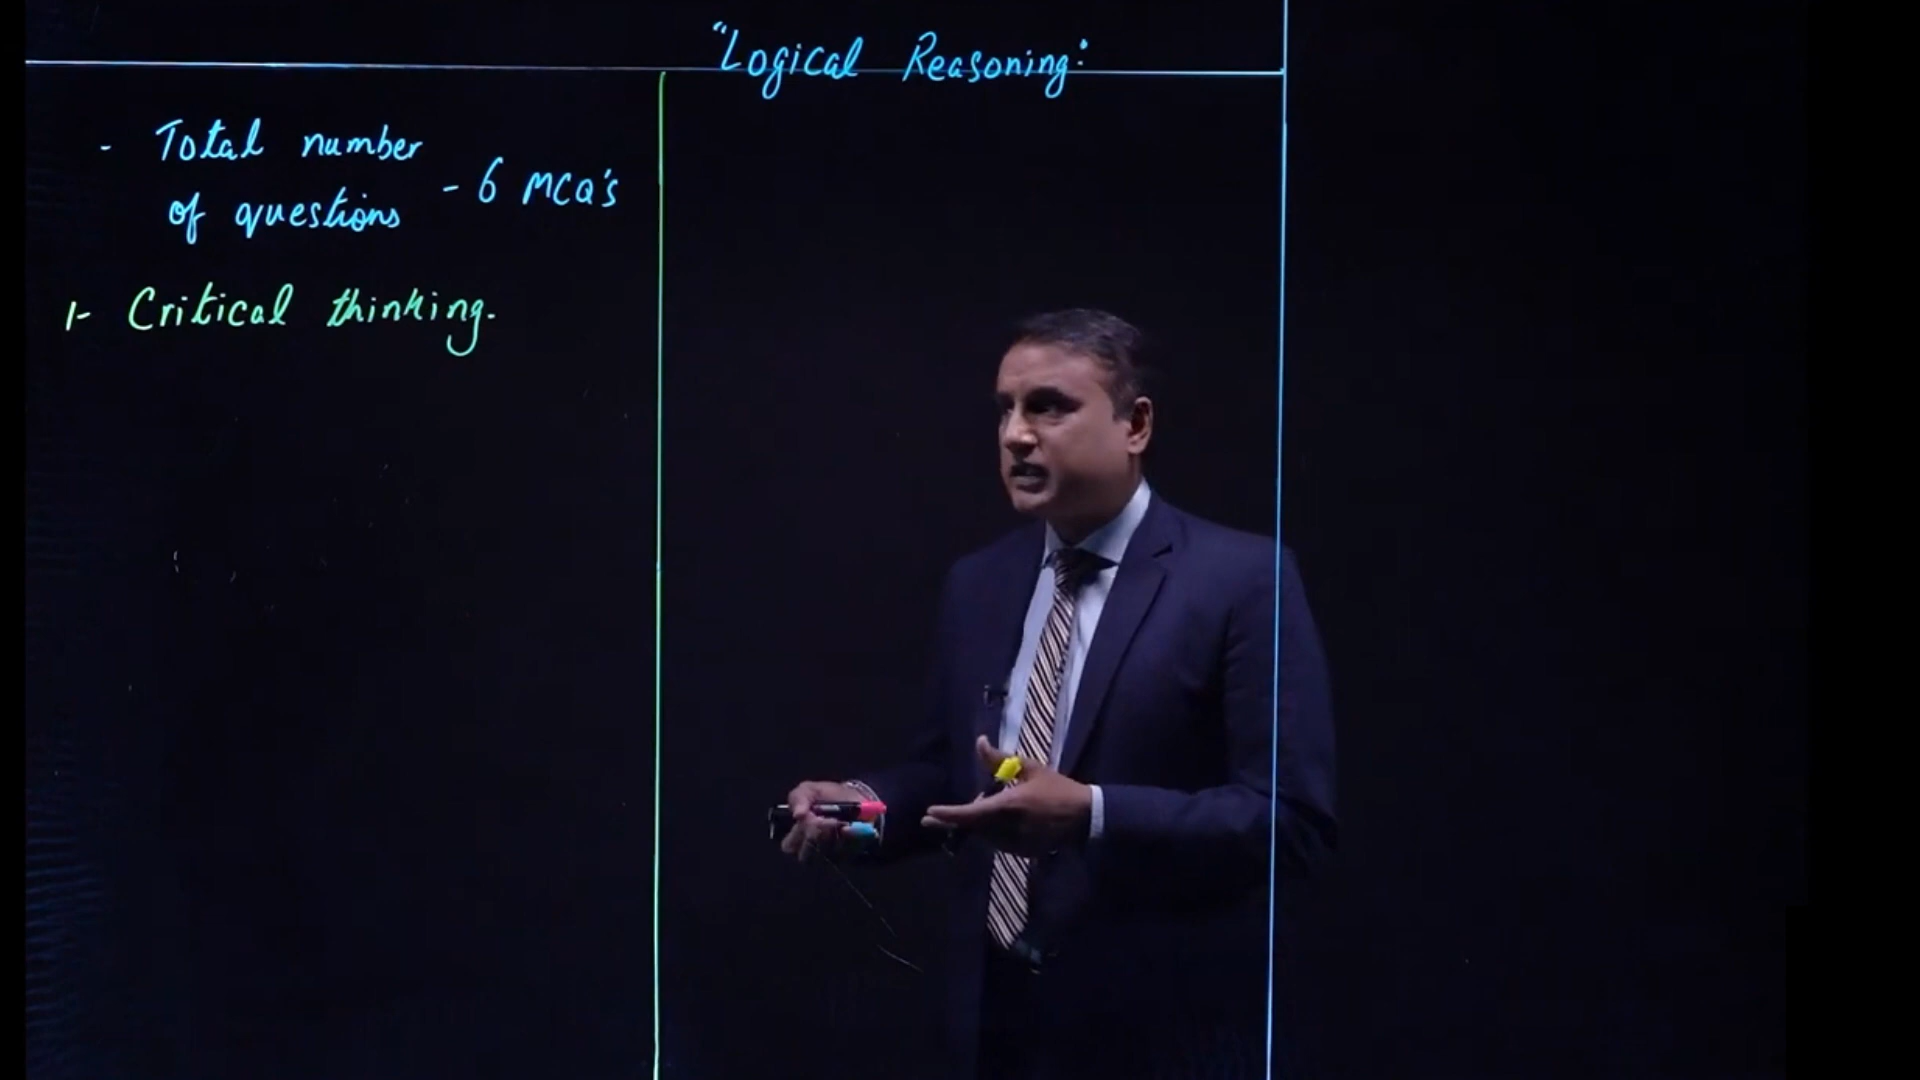 "Logical Reasoning:
- Total number
of questions - 6 MCQ's
1- Critical thinking.